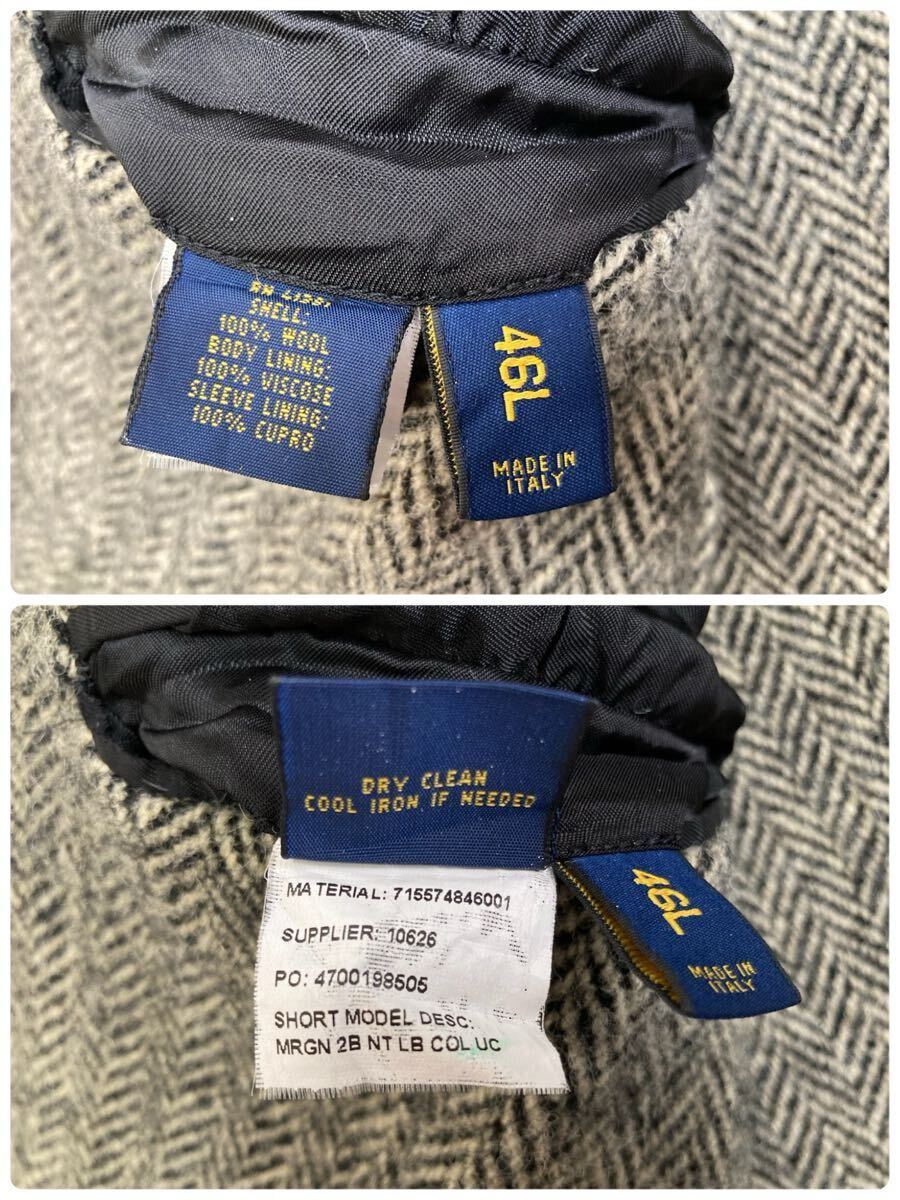 SHELL:
100% WOOL
BODY LINING:
100% VISCOSE
SLEEVE LINING:
100% CUPRO
46L
MADE IN
ITALY
DRY CLEAN
COOL IRON IF NEEDED
MATERIAL: 715574846001
SUPPLIER: 10626
PO: 4700198505
SHORT MODEL DESC:
MRGN 2B NT LB COL UC
46L
MADE IN
ITALY